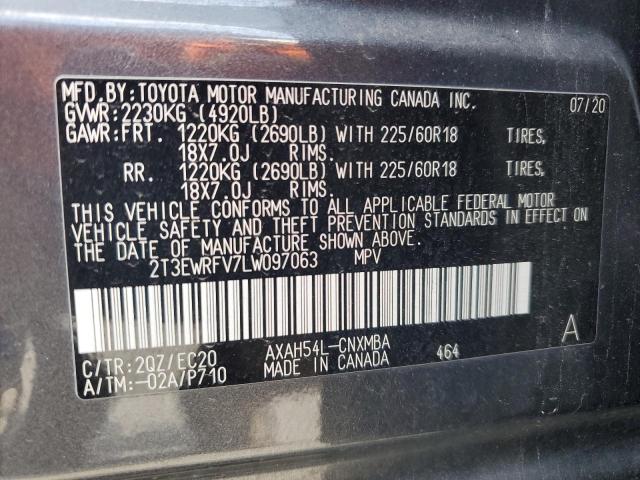 MFD.BY:TOYOTA MOTOR MANUFACTURING CANADA INC. 07/20
GVWR:2230KG (4920LB)
GAWR:FRT. 1220KG (2690LB) WITH 225/60R18 TIRES,
18X7.0J RIMS.
RR. 1220KG (2690LB) WITH 225/60R18 TIRES,
18X7.0J RIMS.
THIS VEHICLE CONFORMS TO ALL APPLICABLE FEDERAL MOTOR
VEHICLE SAFETY AND THEFT PREVENTION STANDARDS IN EFFECT ON
THE DATE OF MANUFACTURE SHOWN ABOVE.
2T3EWRFV7LW097063 MPV
A
C/TR:2QZ/EC20 AXAH54L-CNXMBA 464
A/TM:-02A/P710 MADE IN CANADA